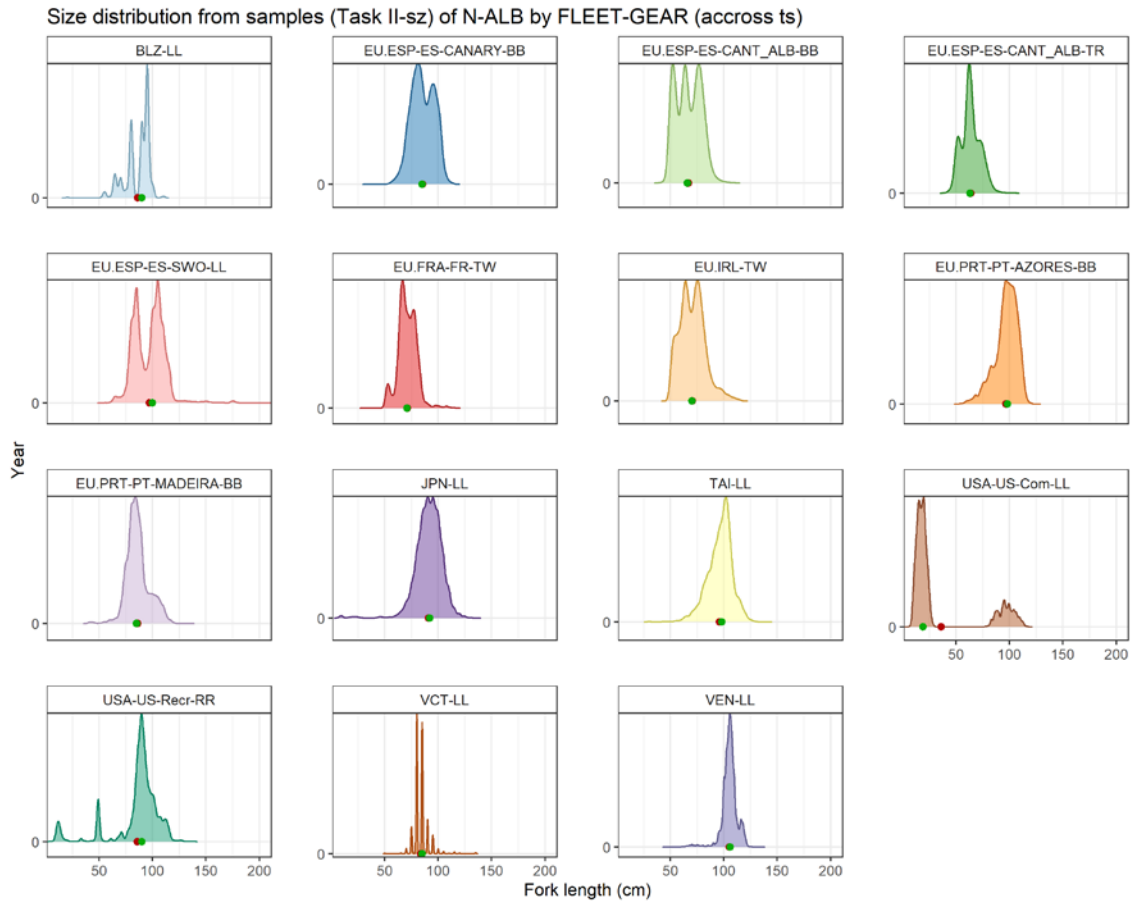 Size distribution from samples (Task II-sz) of N-ALB by FLEET-GEAR (accross ts)
BLZ-LL
EU.ESP-ES-CANARY-BB
EU.ESP-ES-CANT_ALB-BB
EU.ESP-ES-CANT_ALB-TR
0
0
0
0
EU.ESP-ES-SWO-LL
EU.FRA-FR-TW
EU.IRL-TW
EU.PRT-PT-AZORES-BB
0
0
0
0
Year
EU.PRT-PT-MADEIRA-BB
JPN-LL
TAI-LL
USA-US-Com-LL
0
0
0
0
50 100 150 200
USA-US-Recr-RR
VCT-LL
VEN-LL
0
0
0
50 100 150 200
50 100 150 200
50 100 150 200
Fork length (cm)